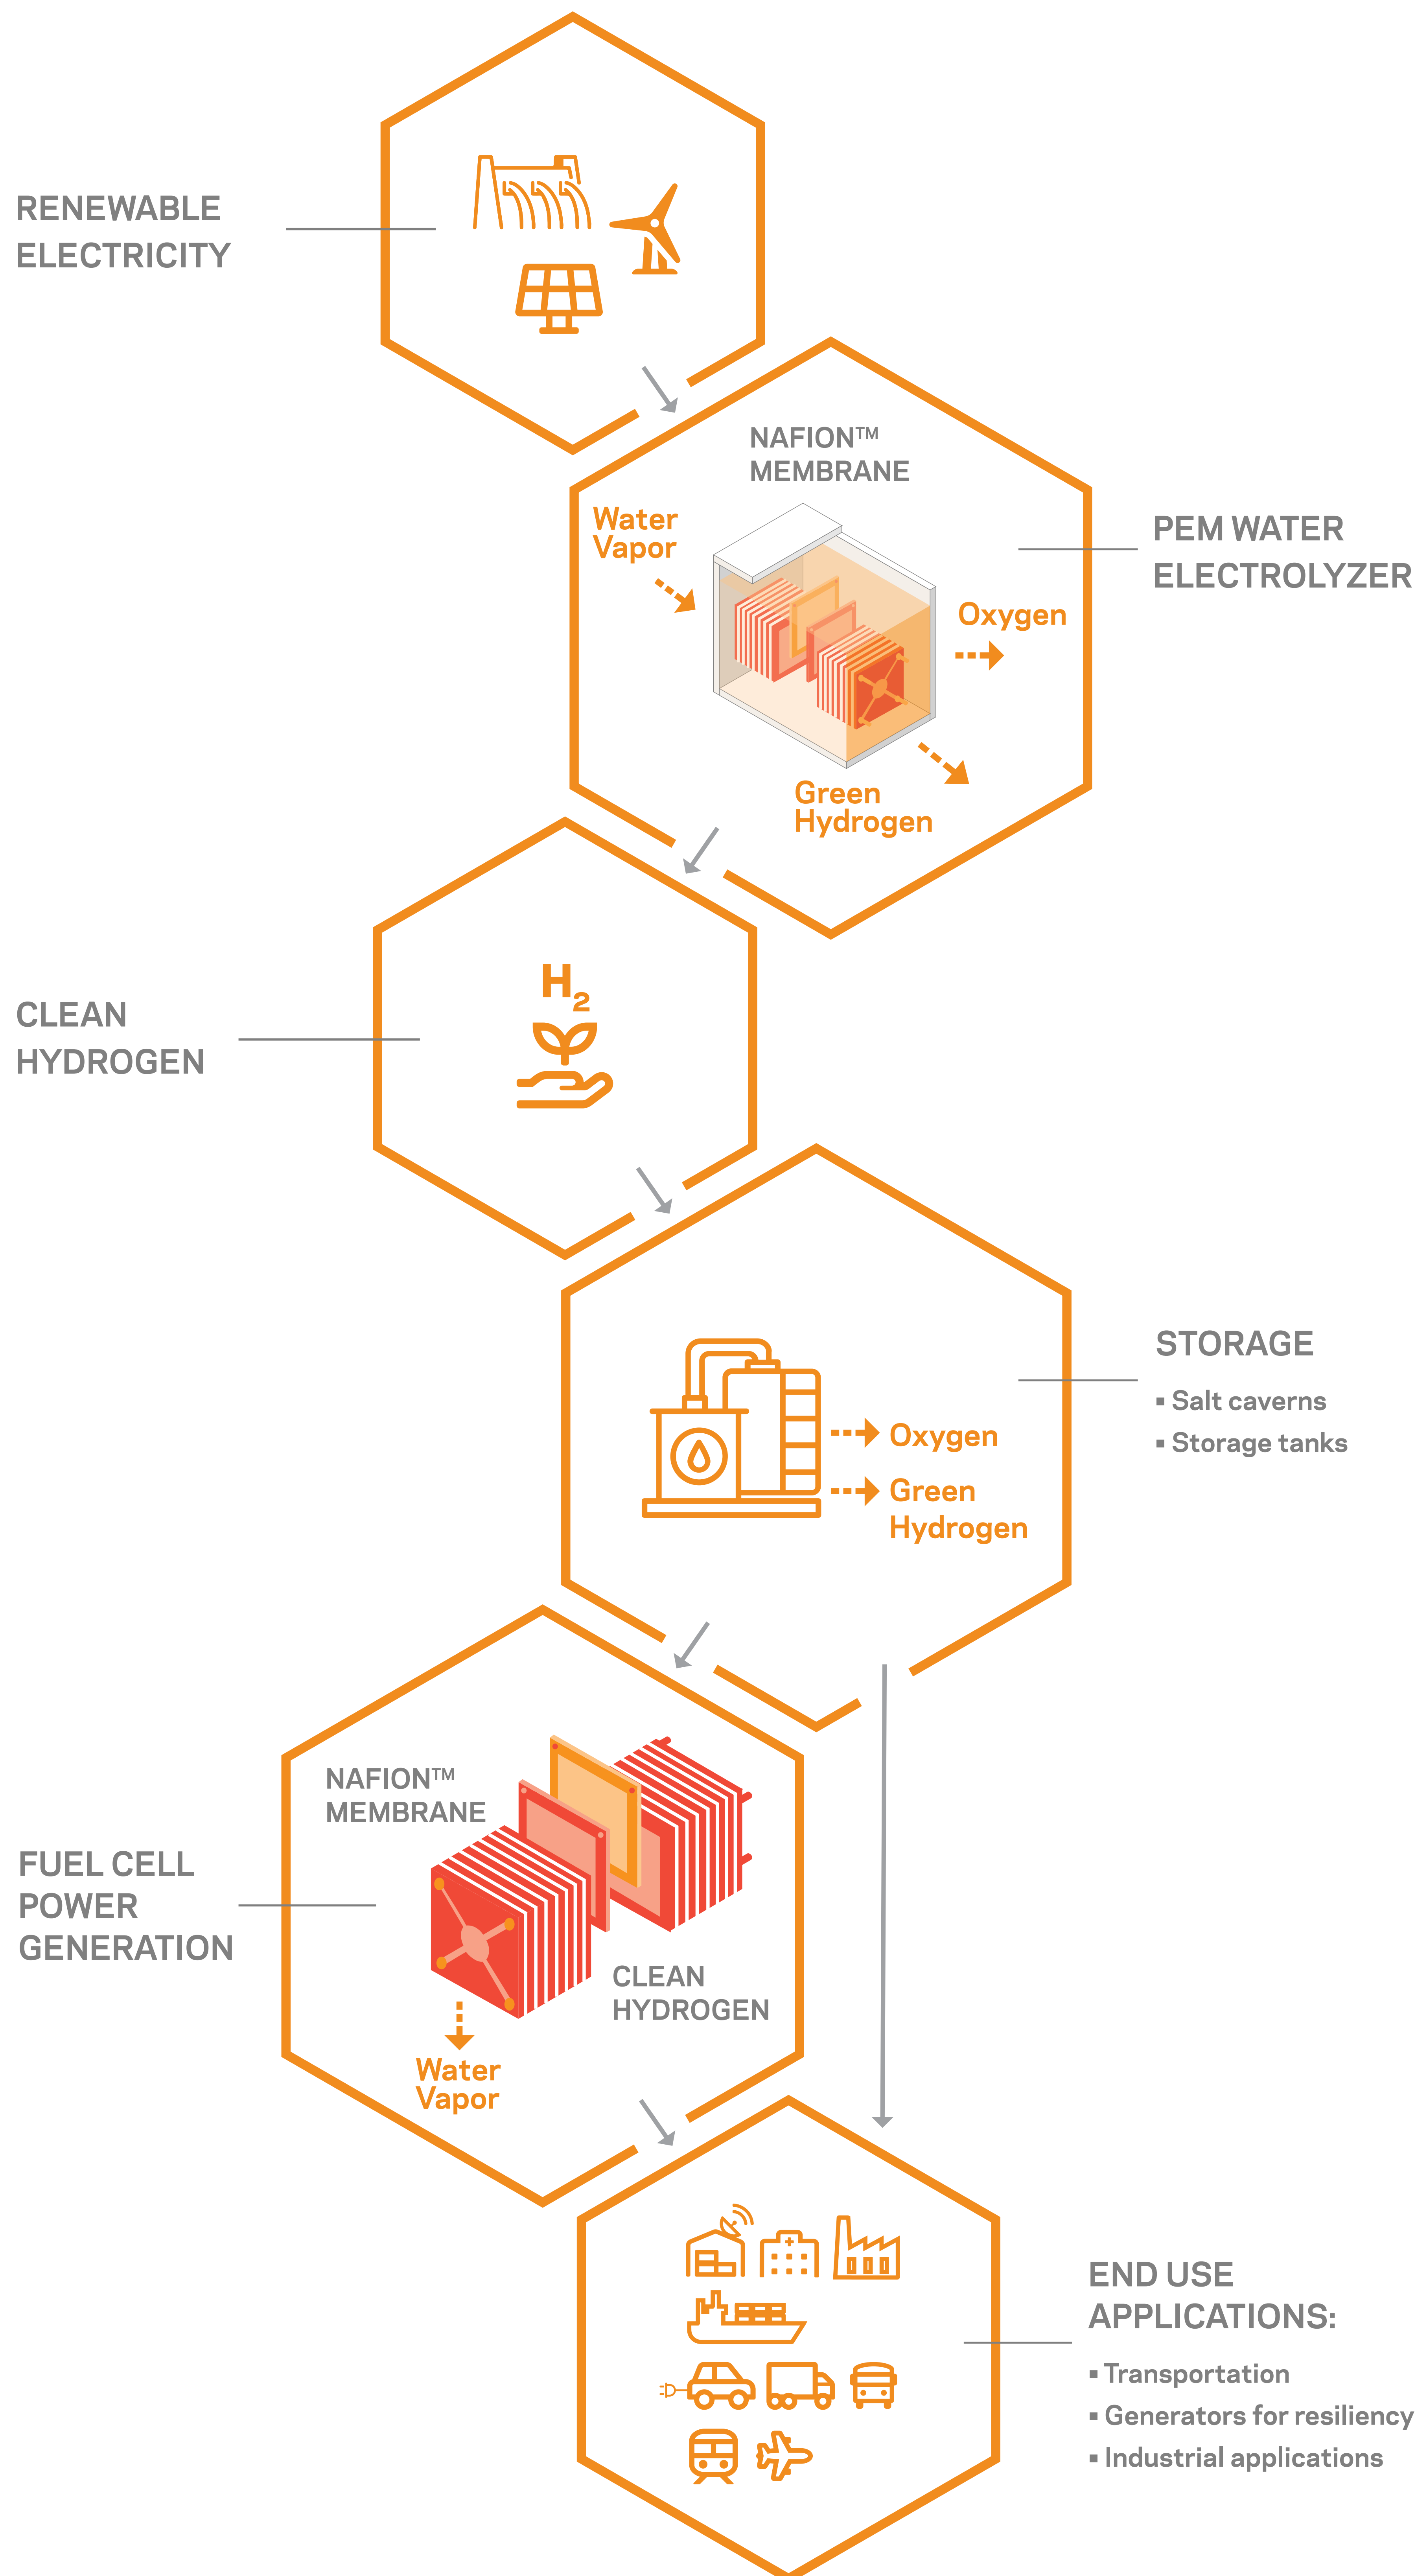 RENEWABLE
ELECTRICITY
NAFION™
MEMBRANE
Water
Vapor
PEM WATER
ELECTROLYZER
Oxygen
Green
Hydrogen
H₂
CLEAN
HYDROGEN
STORAGE
▪ Salt caverns
▪ Storage tanks
Oxygen
Green
Hydrogen
NAFION™
MEMBRANE
FUEL CELL
POWER
GENERATION
CLEAN
HYDROGEN
Water
Vapor
END USE
APPLICATIONS:
▪ Transportation
▪ Generators for resiliency
▪ Industrial applications